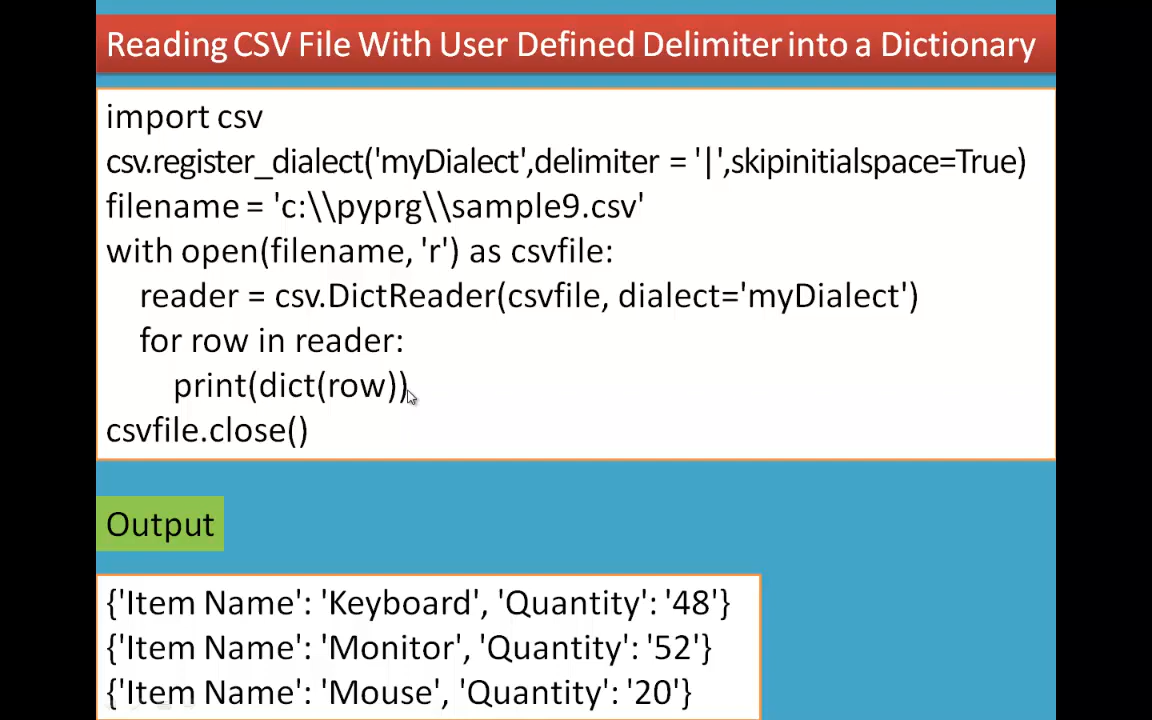 Reading CSV File With User Defined Delimiter into a Dictionary
import csv
csv.register_dialect('myDialect',delimiter = '|',skipinitialspace=True)
filename = 'c:\\pyprg\\sample9.csv'
with open(filename, 'r') as csvfile:
    reader = csv.DictReader(csvfile, dialect='myDialect')
    for row in reader:
        print(dict(row))
csvfile.close()
Output
{'Item Name': 'Keyboard', 'Quantity': '48'}
{'Item Name': 'Monitor', 'Quantity': '52'}
{'Item Name': 'Mouse', 'Quantity': '20'}